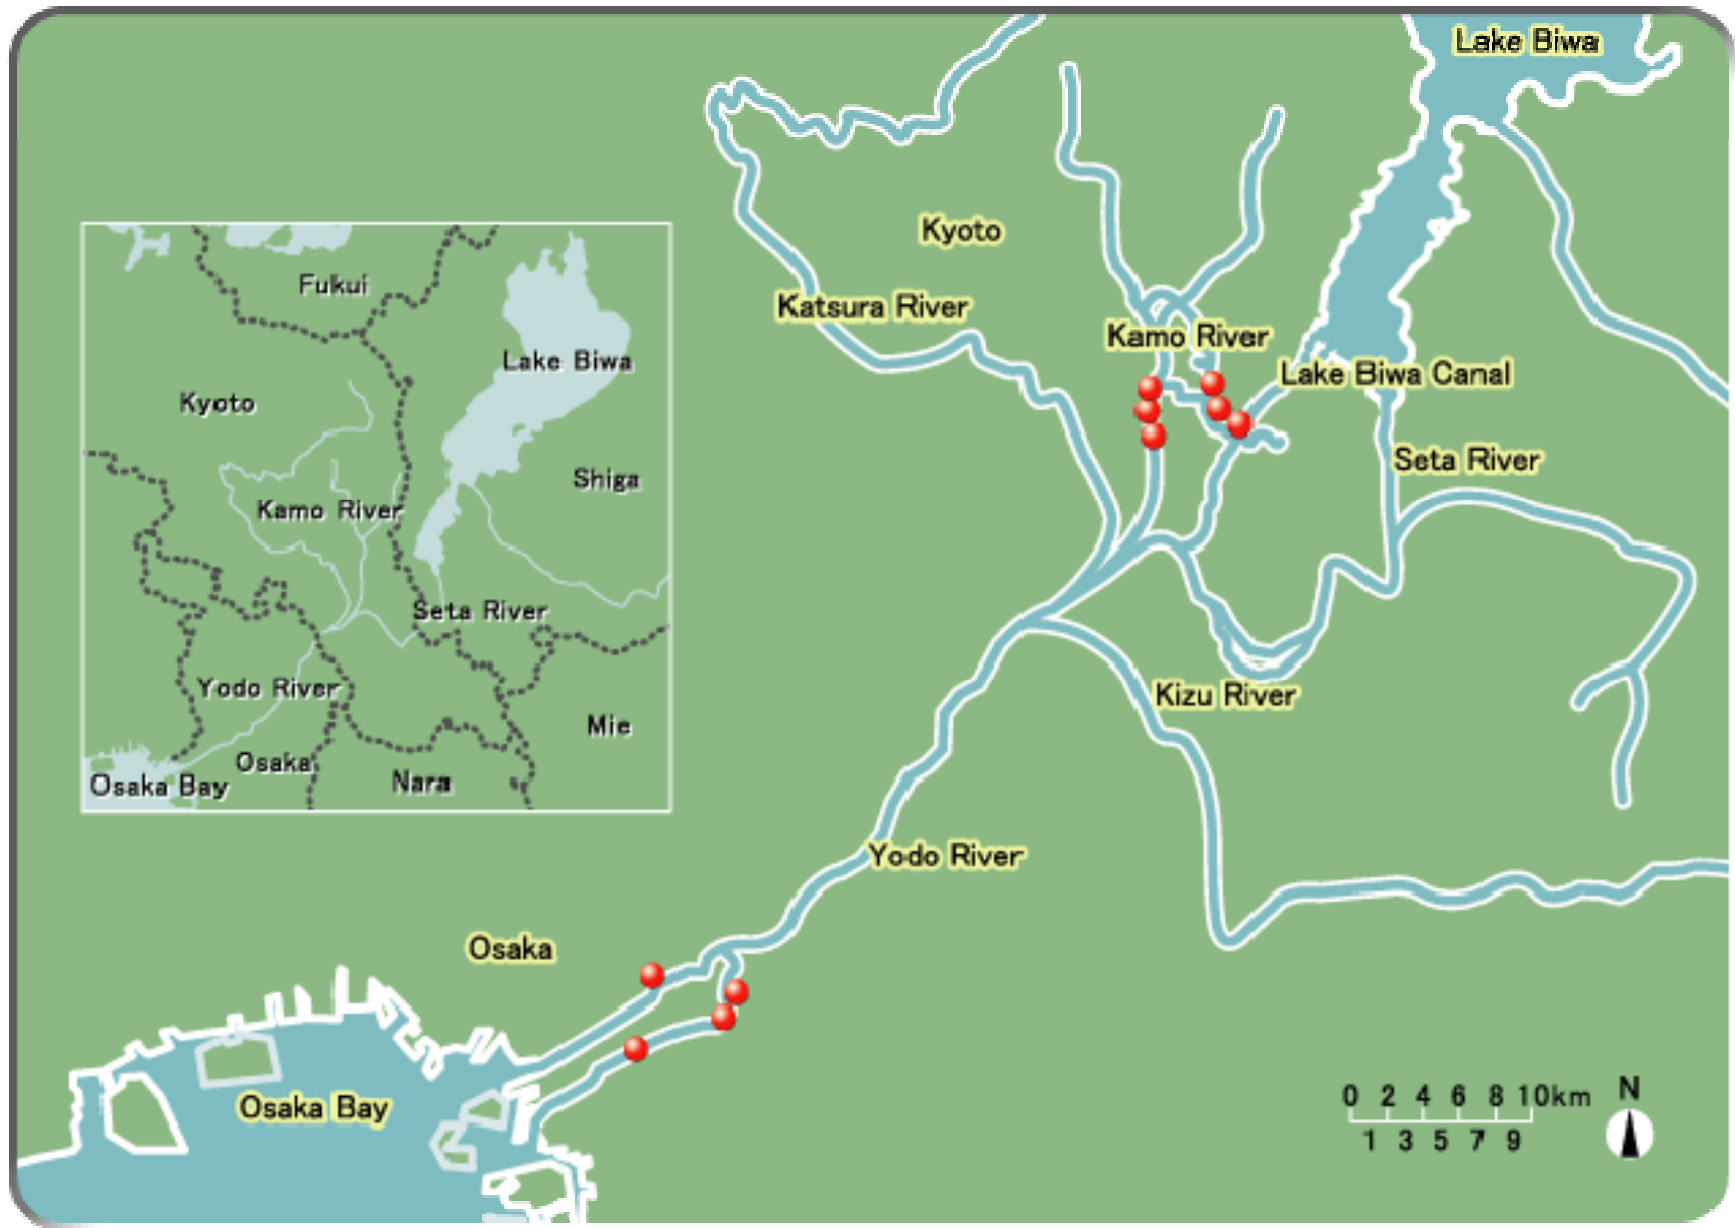 Lake Biwa
Kyoto
Katsura River
Kamo River
Lake Biwa Canal
Seta River
Kizu River
Yodo River
Osaka
Osaka Bay
Fukui
Lake Biwa
Kyoto
Shiga
Kamo River
Seta River
Yodo River
Mie
Osaka
Nara
Osaka Bay
0 2 4 6 8 10km
1 3 5 7 9
N